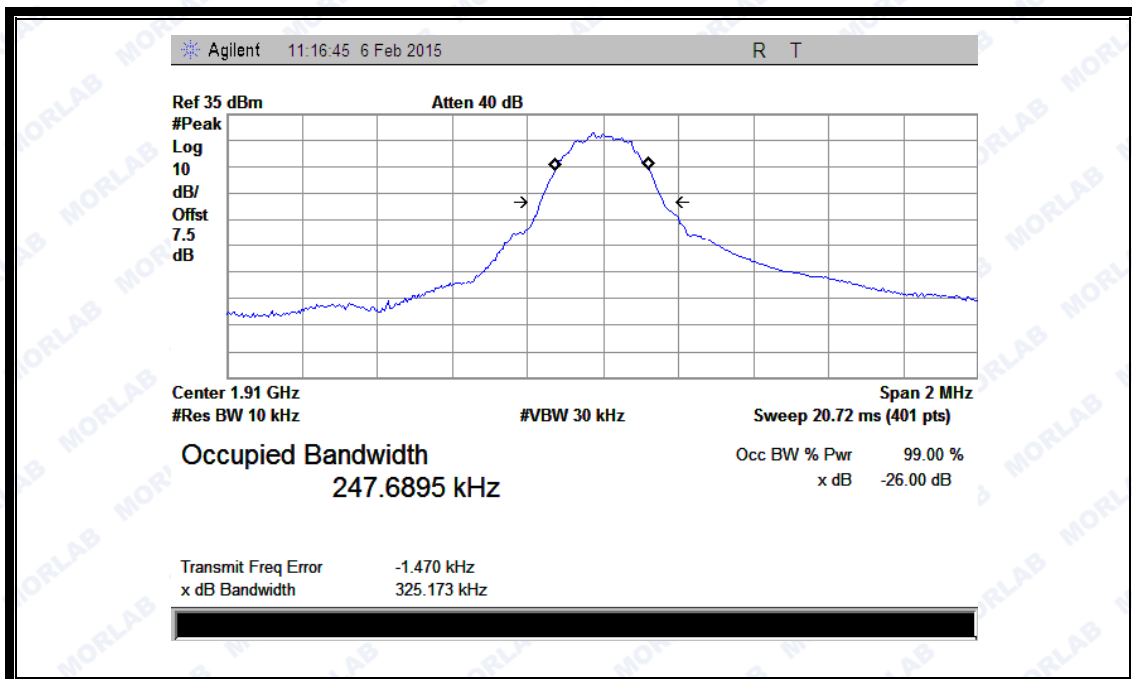 Agilent 11:16:45 6 Feb 2015 R T
Ref 35 dBm Atten 40 dB
#Peak
Log
10
dB/
Offst
7.5
dB
Center 1.91 GHz Span 2 MHz
#Res BW 10 kHz #VBW 30 kHz Sweep 20.72 ms (401 pts)
Occupied Bandwidth Occ BW % Pwr 99.00 %
247.6895 kHz x dB -26.00 dB
Transmit Freq Error -1.470 kHz
x dB Bandwidth 325.173 kHz
MORLAB